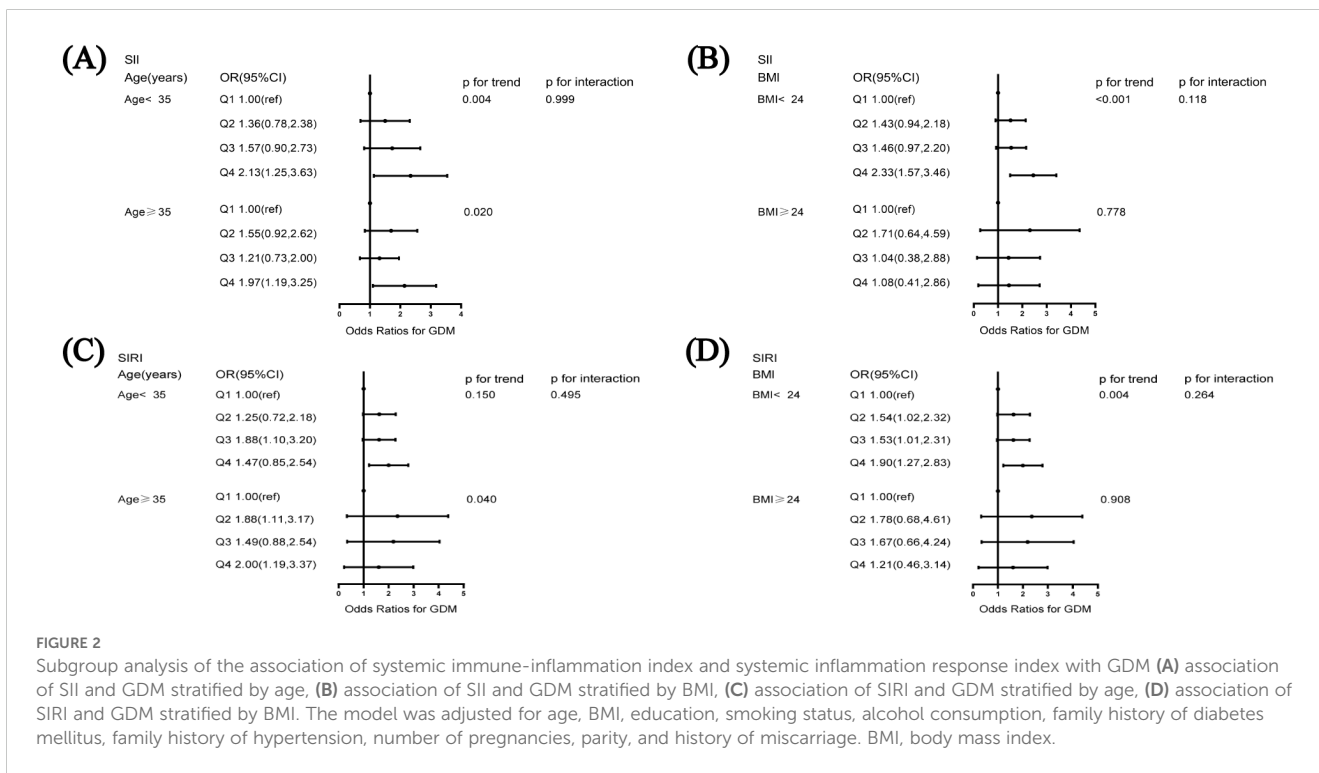 (A)
SII
Age(years) OR(95%CI) p for trend p for interaction
Age< 35 Q1 1.00(ref) 0.004 0.999
Q2 1.36(0.78,2.38)
Q3 1.57(0.90,2.73)
Q4 2.13(1.25,3.63)
Age≥35 Q1 1.00(ref) 0.020
Q2 1.55(0.92,2.62)
Q3 1.21(0.73,2.00)
Q4 1.97(1.19,3.25)
0 1 2 3 4
Odds Ratios for GDM
(B)
SII
BMI OR(95%CI) p for trend p for interaction
BMI< 24 Q1 1.00(ref) <0.001 0.118
Q2 1.43(0.94,2.18)
Q3 1.46(0.97,2.20)
Q4 2.33(1.57,3.46)
BMI≥24 Q1 1.00(ref) 0.778
Q2 1.71(0.64,4.59)
Q3 1.04(0.38,2.88)
Q4 1.08(0.41,2.86)
0 1 2 3 4 5
Odds Ratios for GDM
(C)
SIRI
Age(years) OR(95%CI) p for trend p for interaction
Age< 35 Q1 1.00(ref) 0.150 0.495
Q2 1.25(0.72,2.18)
Q3 1.88(1.10,3.20)
Q4 1.47(0.85,2.54)
Age≥35 Q1 1.00(ref) 0.040
Q2 1.88(1.11,3.17)
Q3 1.49(0.88,2.54)
Q4 2.00(1.19,3.37)
0 1 2 3 4 5
Odds Ratios for GDM
(D)
SIRI
BMI OR(95%CI) p for trend p for interaction
BMI< 24 Q1 1.00(ref) 0.004 0.264
Q2 1.54(1.02,2.32)
Q3 1.53(1.01,2.31)
Q4 1.90(1.27,2.83)
BMI≥24 Q1 1.00(ref) 0.908
Q2 1.78(0.68,4.61)
Q3 1.67(0.66,4.24)
Q4 1.21(0.46,3.14)
0 1 2 3 4 5
Odds Ratios for GDM
FIGURE 2
Subgroup analysis of the association of systemic immune-inflammation index and systemic inflammation response index with GDM (A) association
of SII and GDM stratified by age, (B) association of SII and GDM stratified by BMI, (C) association of SIRI and GDM stratified by age, (D) association of
SIRI and GDM stratified by BMI. The model was adjusted for age, BMI, education, smoking status, alcohol consumption, family history of diabetes
mellitus, family history of hypertension, number of pregnancies, parity, and history of miscarriage. BMI, body mass index.